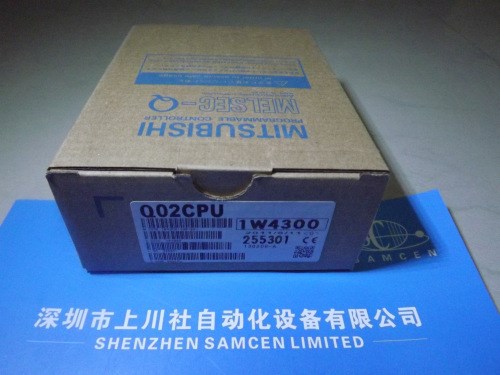 MITSUBISHI
PROGRAMMABLE CONTROLLER
MELSEC-Q
Q02CPU
1W4300
255301 CE
SAMCEN
深圳市上川社自动化设备有限公司
SHENZHEN SAMCEN LIMITED